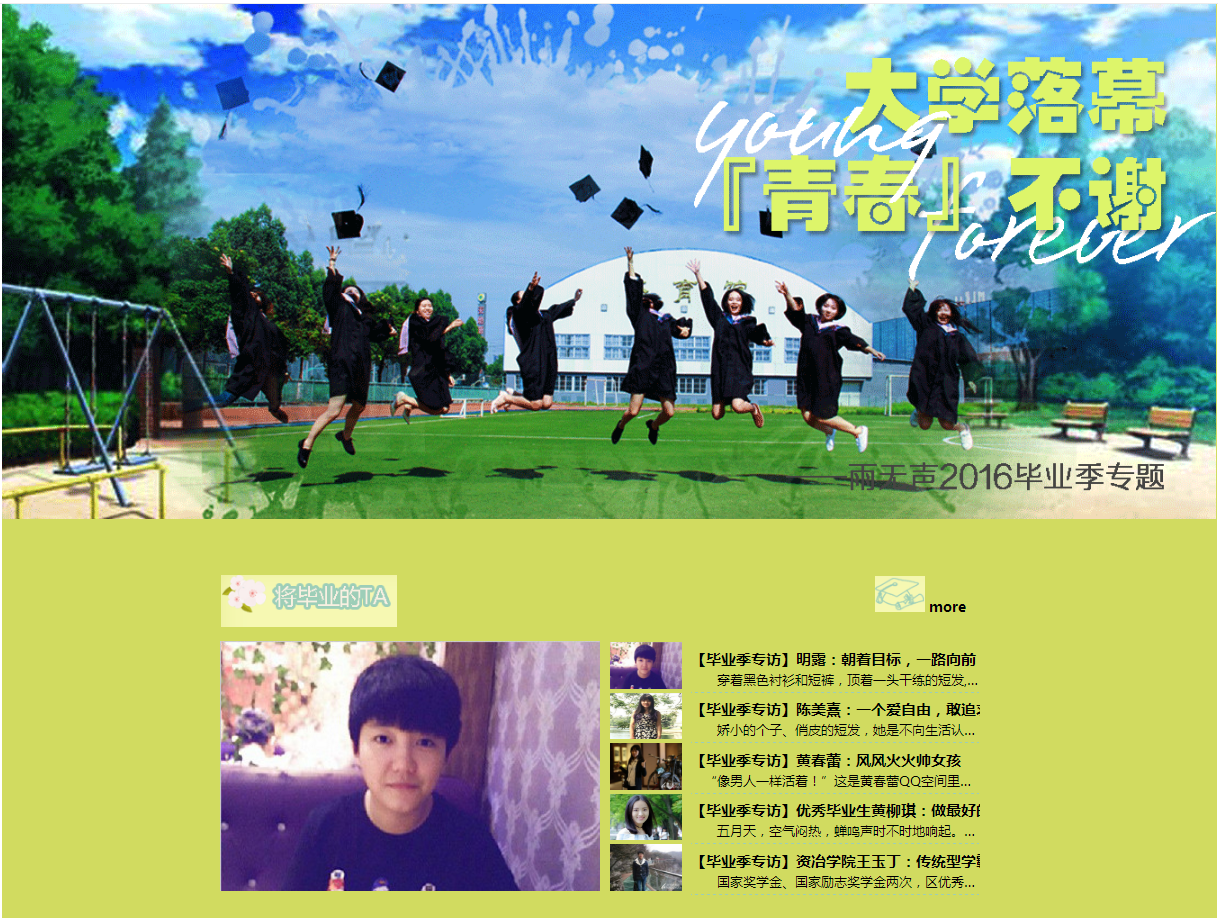 大学落幕
young
『青春』不谢
forever
育馆
雨无声2016毕业季专题
将毕业的TA
more
【毕业季专访】明露：朝着目标，一路向前
穿着黑色衬衫和短裤，顶着一头干练的短发,...
【毕业季专访】陈美熹：一个爱自由，敢追
娇小的个子、俏皮的短发，她是不向生活认...
【毕业季专访】黄春蕾：风风火火帅女孩
“像男人一样活着！”这是黄春蕾QQ空间里...
【毕业季专访】优秀毕业生黄柳琪：做最好
五月天，空气闷热，蝉鸣声时不时地响起。...
【毕业季专访】资冶学院王玉丁：传统型学
国家奖学金、国家励志奖学金两次，区优秀...